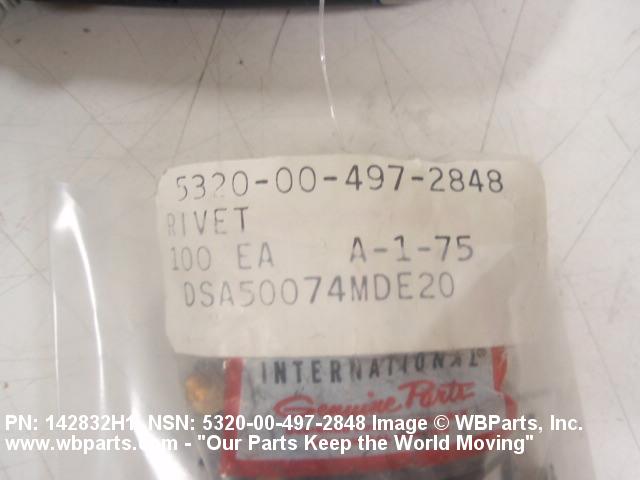 5320-00-497-2848
RIVET
100 EA A-1-75
DSA50074MDE20
INTERNATIONAL®
Genuine Parts
PN: 142832H1, NSN: 5320-00-497-2848 Image © WBParts, Inc.
www.wbparts.com - "Our Parts Keep the World Moving"